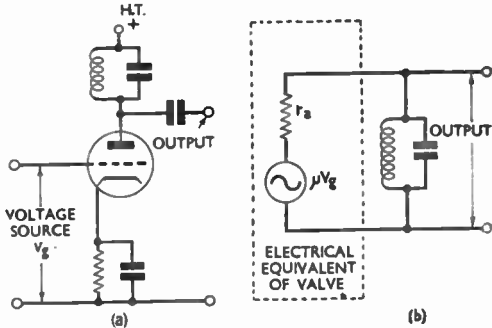 H.T.
+
OUTPUT
VOLTAGE
SOURCE
Vg
(a)
ra
μVg
OUTPUT
ELECTRICAL
EQUIVALENT
OF VALVE
(b)